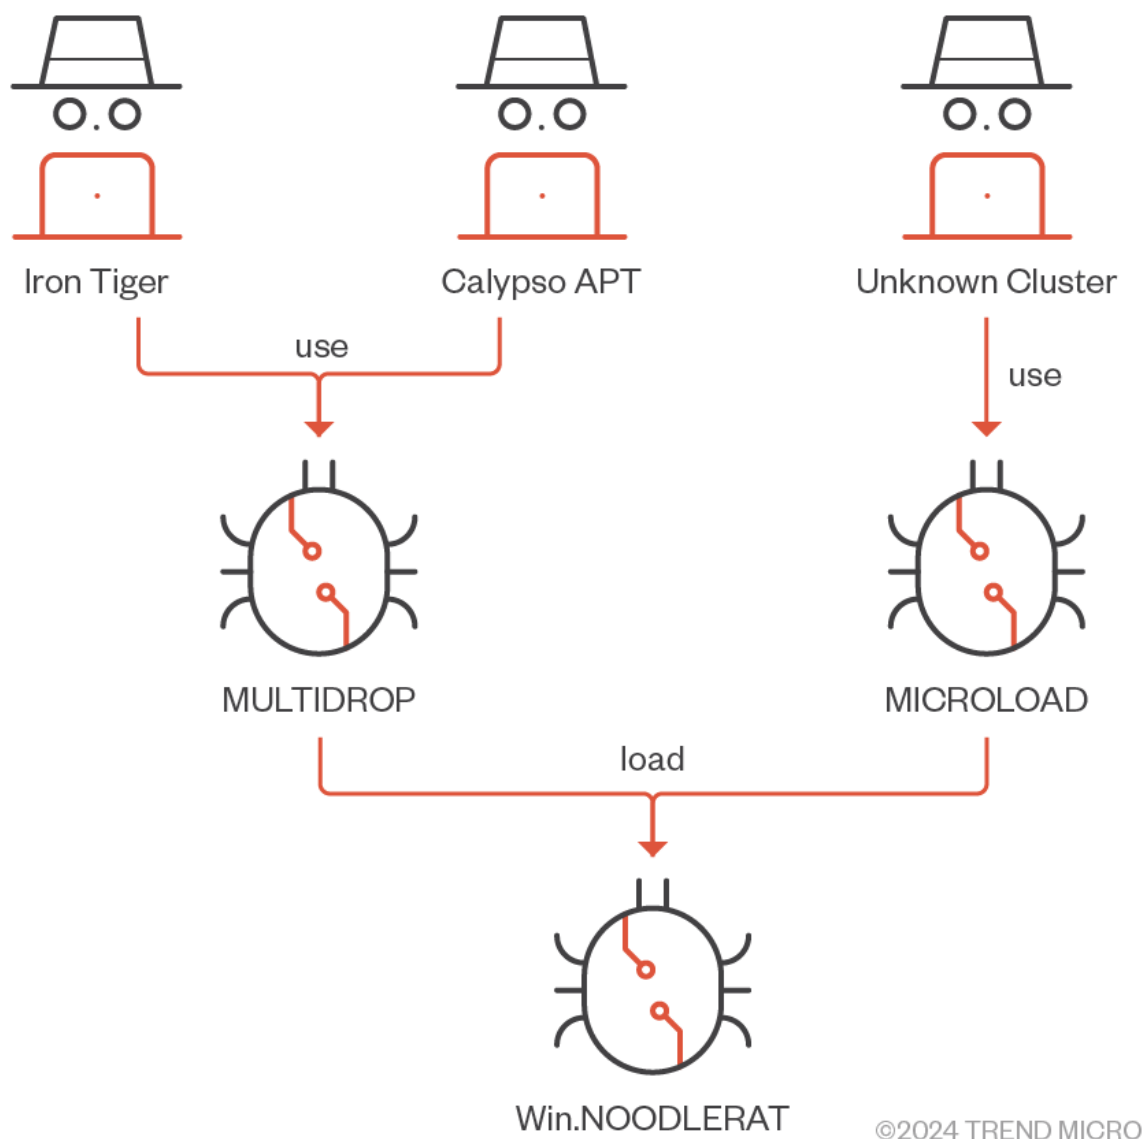 Iron Tiger
Calypso APT
Unknown Cluster
use
use
MULTIDROP
MICROLOAD
load
Win.NOODLERAT
©2024 TREND MICRO